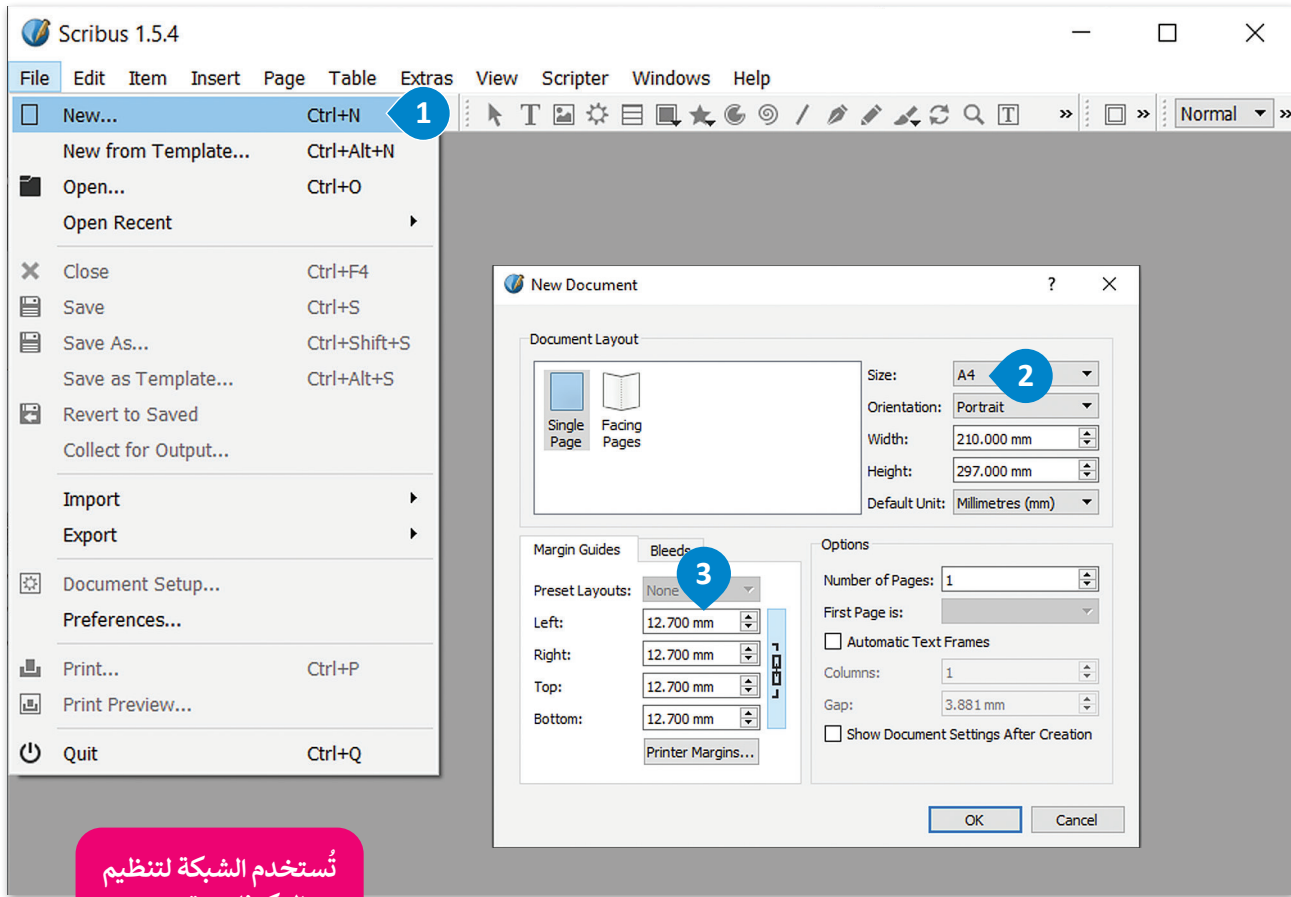 Scribus 1.5.4
File Edit Item Insert Page Table Extras View Scripter Windows Help
New... Ctrl+N 1
Normal
New from Template... Ctrl+Alt+N
Open... Ctrl+O
Open Recent
Close Ctrl+F4
Save Ctrl+S
Save As... Ctrl+Shift+S
Save as Template... Ctrl+Alt+S
Revert to Saved
Collect for Output...
Import
Export
Document Setup...
Preferences...
Print... Ctrl+P
Print Preview...
Quit Ctrl+Q
New Document ?
Document Layout
Single Page
Facing Pages
Size: A4 2
Orientation: Portrait
Width: 210.000 mm
Height: 297.000 mm
Default Unit: Millimetres (mm)
Margin Guides Bleeds
3
Preset Layouts: None
Left: 12.700 mm
Right: 12.700 mm
Top: 12.700 mm
Bottom: 12.700 mm
Printer Margins...
Options
Number of Pages: 1
First Page is:
Automatic Text Frames
Columns: 1
Gap: 3.881 mm
Show Document Settings After Creation
OK Cancel
تُستخدم الشبكة لتنظيم